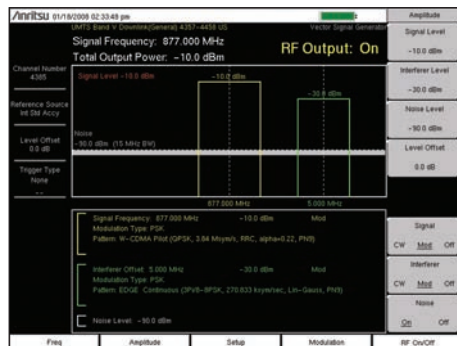 Anritsu 01/18/2008 02:33:48 pm
UMTS Band V Downlink(General) 4357-4458 US
Vector Signal Generator
Signal Frequency: 877.000 MHz
Total Output Power: -10.0 dBm
RF Output: On
Channel Number
4385
Reference Source
Int Std Accy
Level Offset
0.0 dB
Trigger Type
None
--
Signal Level -10.0 dBm
-10.0 dBm
-30.0 dBm
Noise
-90.0 dBm (15 MHz BW)
877.000 MHz
5.000 MHz
Signal Frequency: 877.000 MHz -10.0 dBm Mod
Modulation Type: PSK
Pattern: W-CDMA Pilot (QPSK, 3.84 Msym/s, RRC, alpha=0.22, PN9)
Interferer Offset: 5.000 MHz -30.0 dBm Mod
Modulation Type: PSK
Pattern: EDGE Continuous (3PI/8-8PSK, 270.833 ksym/sec, Lin-Gauss, PN9)
Noise Level: -90.0 dBm
Amplitude
Signal Level
-10.0 dBm
Interferer Level
-30.0 dBm
Noise Level
-90.0 dBm
Level Offset
0.0 dB
Signal
CW Mod Off
Interferer
CW Mod Off
Noise
On Off
Freq Amplitude Setup Modulation RF On/Off